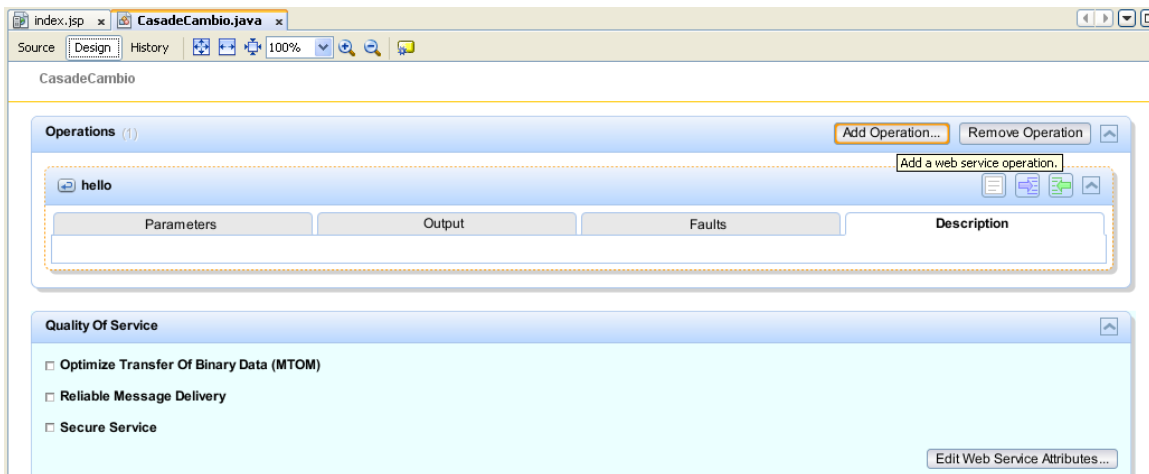 index.jsp x CasadeCambio.java x
Source Design History 100%
CasadeCambio
Operations (1) Add Operation... Remove Operation
Add a web service operation.
hello
Parameters Output Faults Description
Quality Of Service
Optimize Transfer Of Binary Data (MTOM)
Reliable Message Delivery
Secure Service
Edit Web Service Attributes...